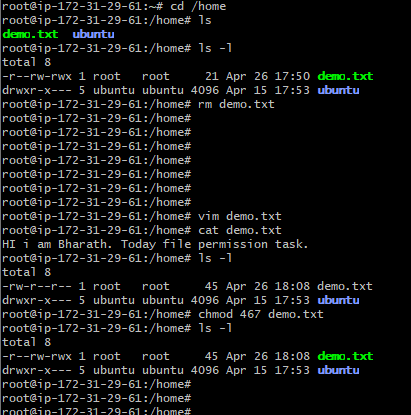 root@ip-172-31-29-61:~# cd /home
root@ip-172-31-29-61:/home# ls
demo.txt  ubuntu
root@ip-172-31-29-61:/home# ls -l
total 8
-r--rw-rwx 1 root   root     21 Apr 26 17:50 demo.txt
drwxr-x--- 5 ubuntu ubuntu 4096 Apr 15 17:53 ubuntu
root@ip-172-31-29-61:/home# rm demo.txt
root@ip-172-31-29-61:/home#
root@ip-172-31-29-61:/home#
root@ip-172-31-29-61:/home#
root@ip-172-31-29-61:/home#
root@ip-172-31-29-61:/home#
root@ip-172-31-29-61:/home#
root@ip-172-31-29-61:/home#
root@ip-172-31-29-61:/home# vim demo.txt
root@ip-172-31-29-61:/home# cat demo.txt
HI i am Bharath. Today file permission task.
root@ip-172-31-29-61:/home# ls -l
total 8
-rw-r--r-- 1 root   root     45 Apr 26 18:08 demo.txt
drwxr-x--- 5 ubuntu ubuntu 4096 Apr 15 17:53 ubuntu
root@ip-172-31-29-61:/home# chmod 467 demo.txt
root@ip-172-31-29-61:/home# ls -l
total 8
-r--rw-rwx 1 root   root     45 Apr 26 18:08 demo.txt
drwxr-x--- 5 ubuntu ubuntu 4096 Apr 15 17:53 ubuntu
root@ip-172-31-29-61:/home#
root@ip-172-31-29-61:/home#
root@ip-172-31-29-61:/home#